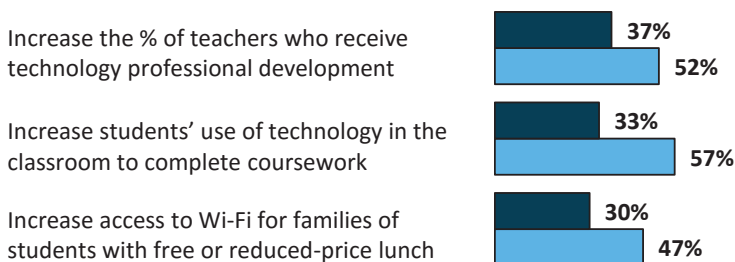 Increase the % of teachers who receive
technology professional development
37%
52%
Increase students’ use of technology in the
classroom to complete coursework
33%
57%
Increase access to Wi-Fi for families of
students with free or reduced-price lunch
30%
47%